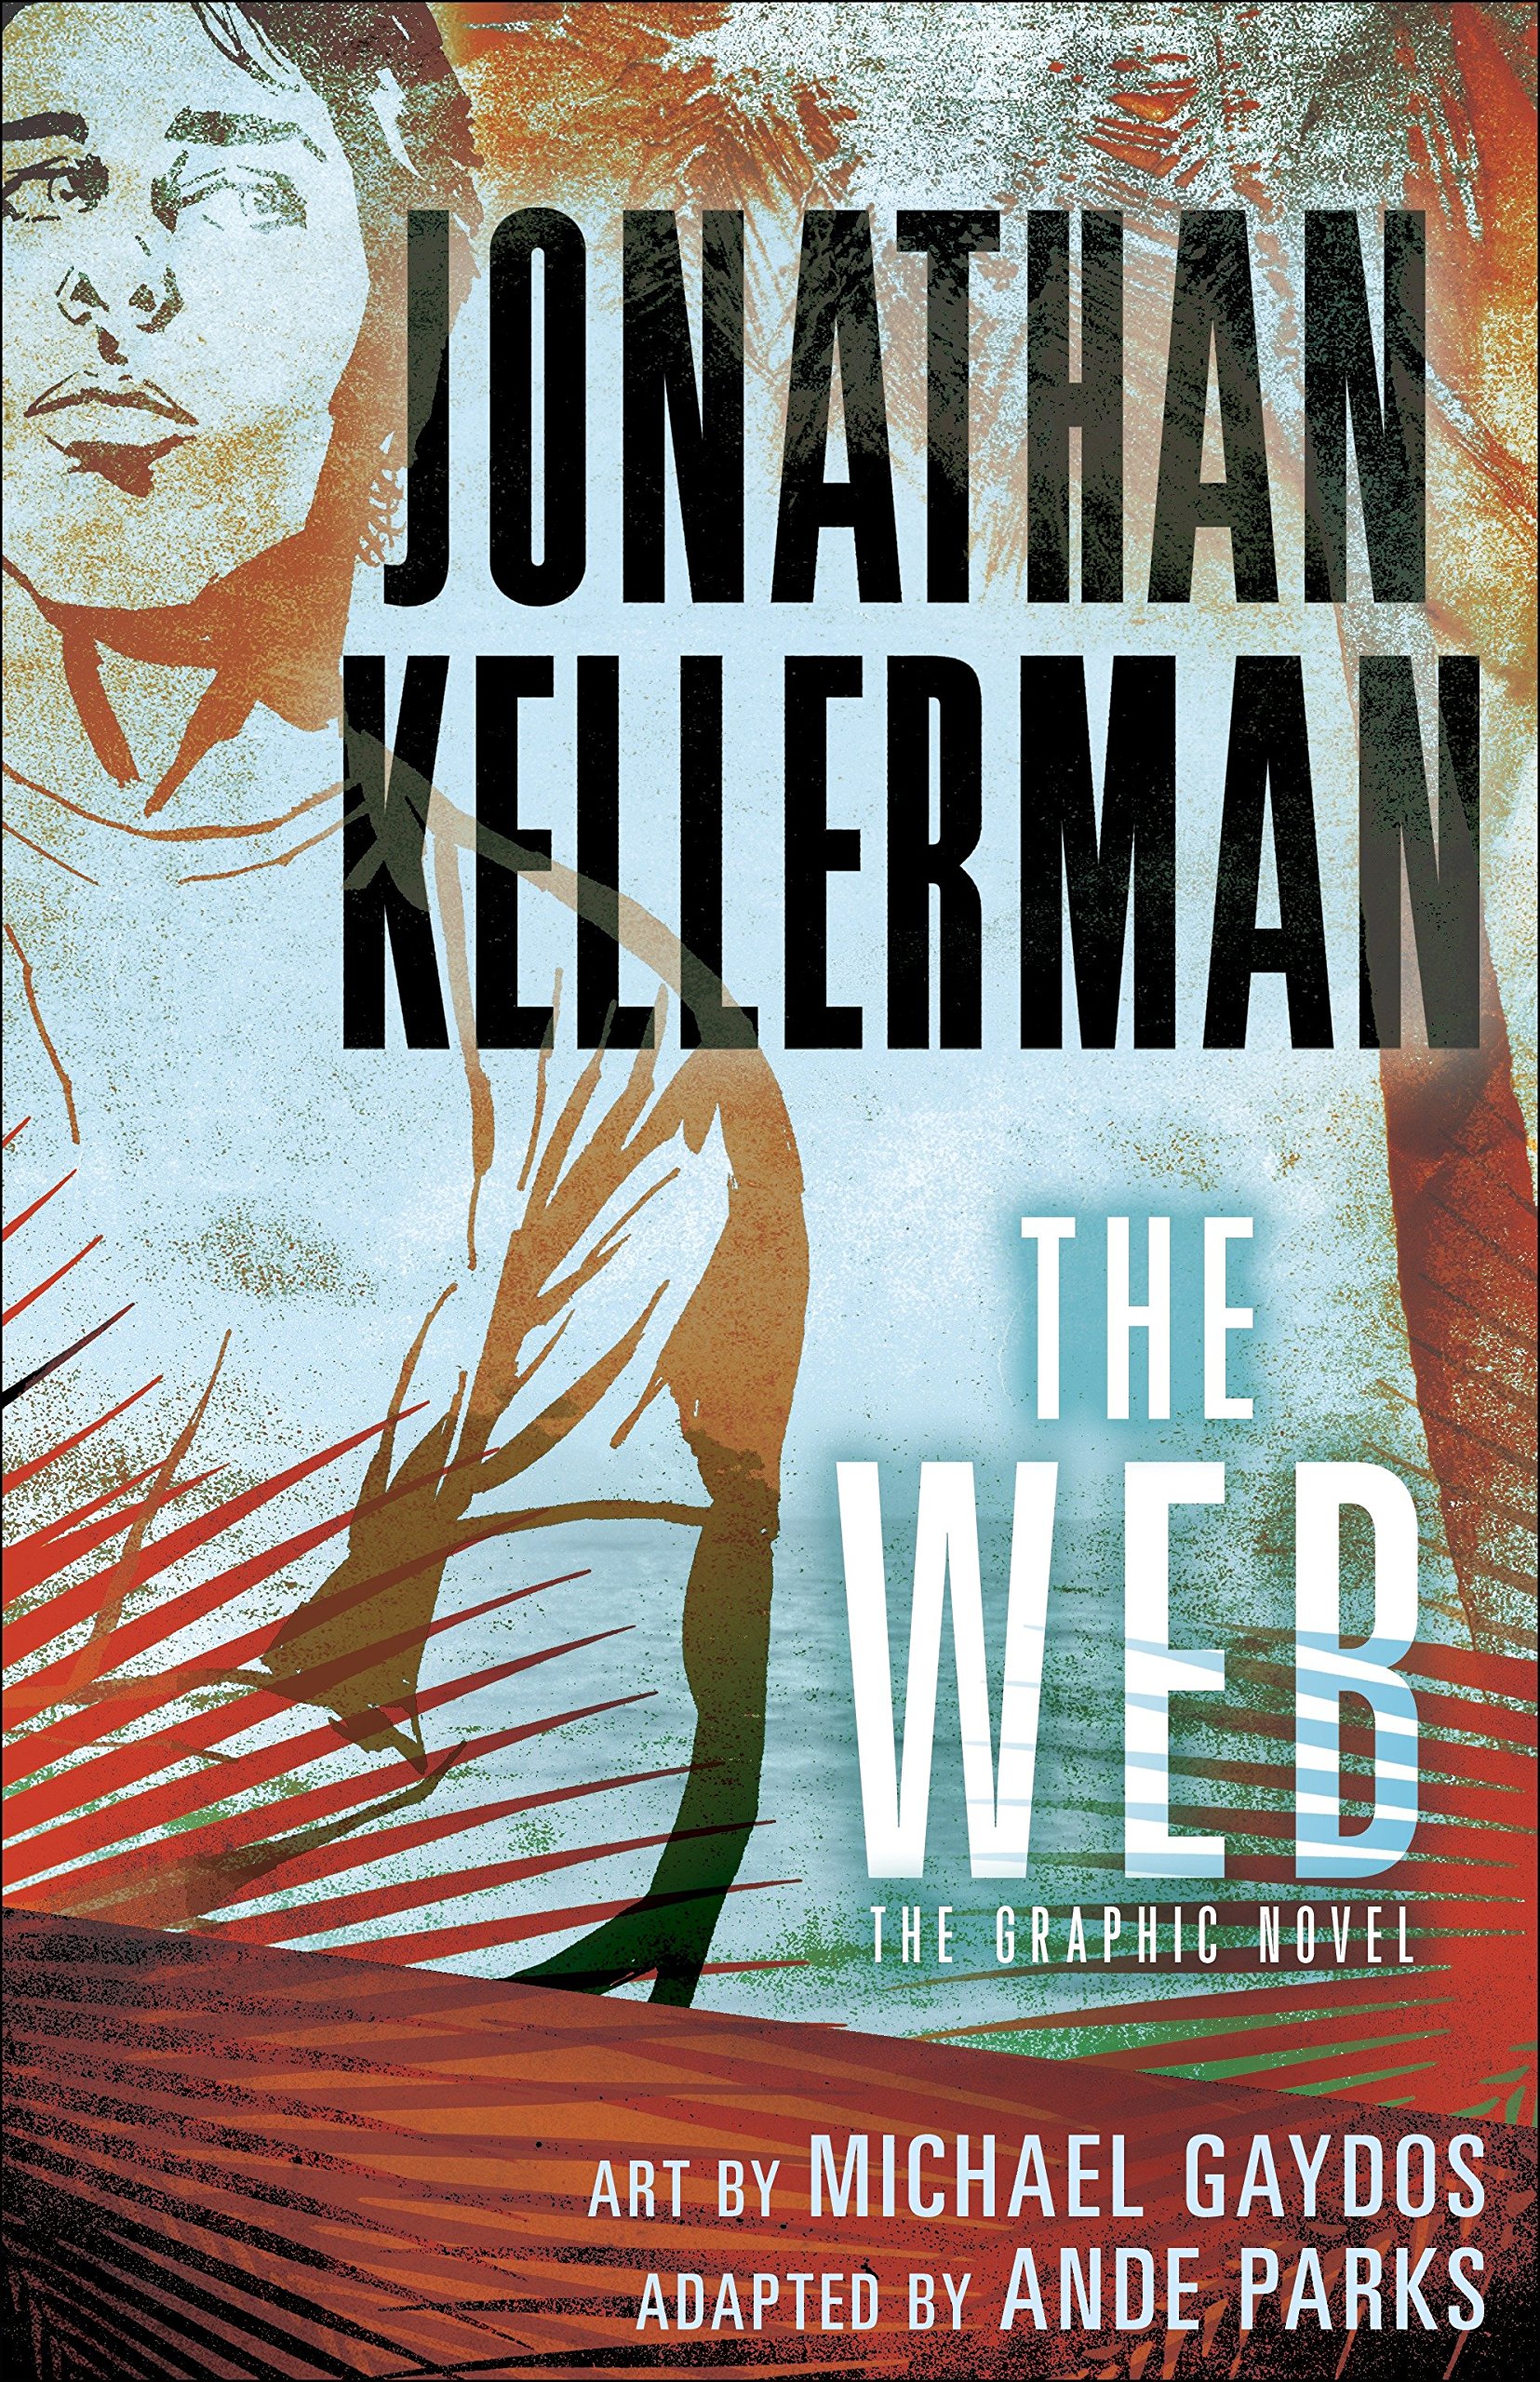 JONATHAN
KELLERMAN
THE
WEB
THE GRAPHIC NOVEL
ART BY MICHAEL GAYDOS
ADAPTED BY ANDE PARKS